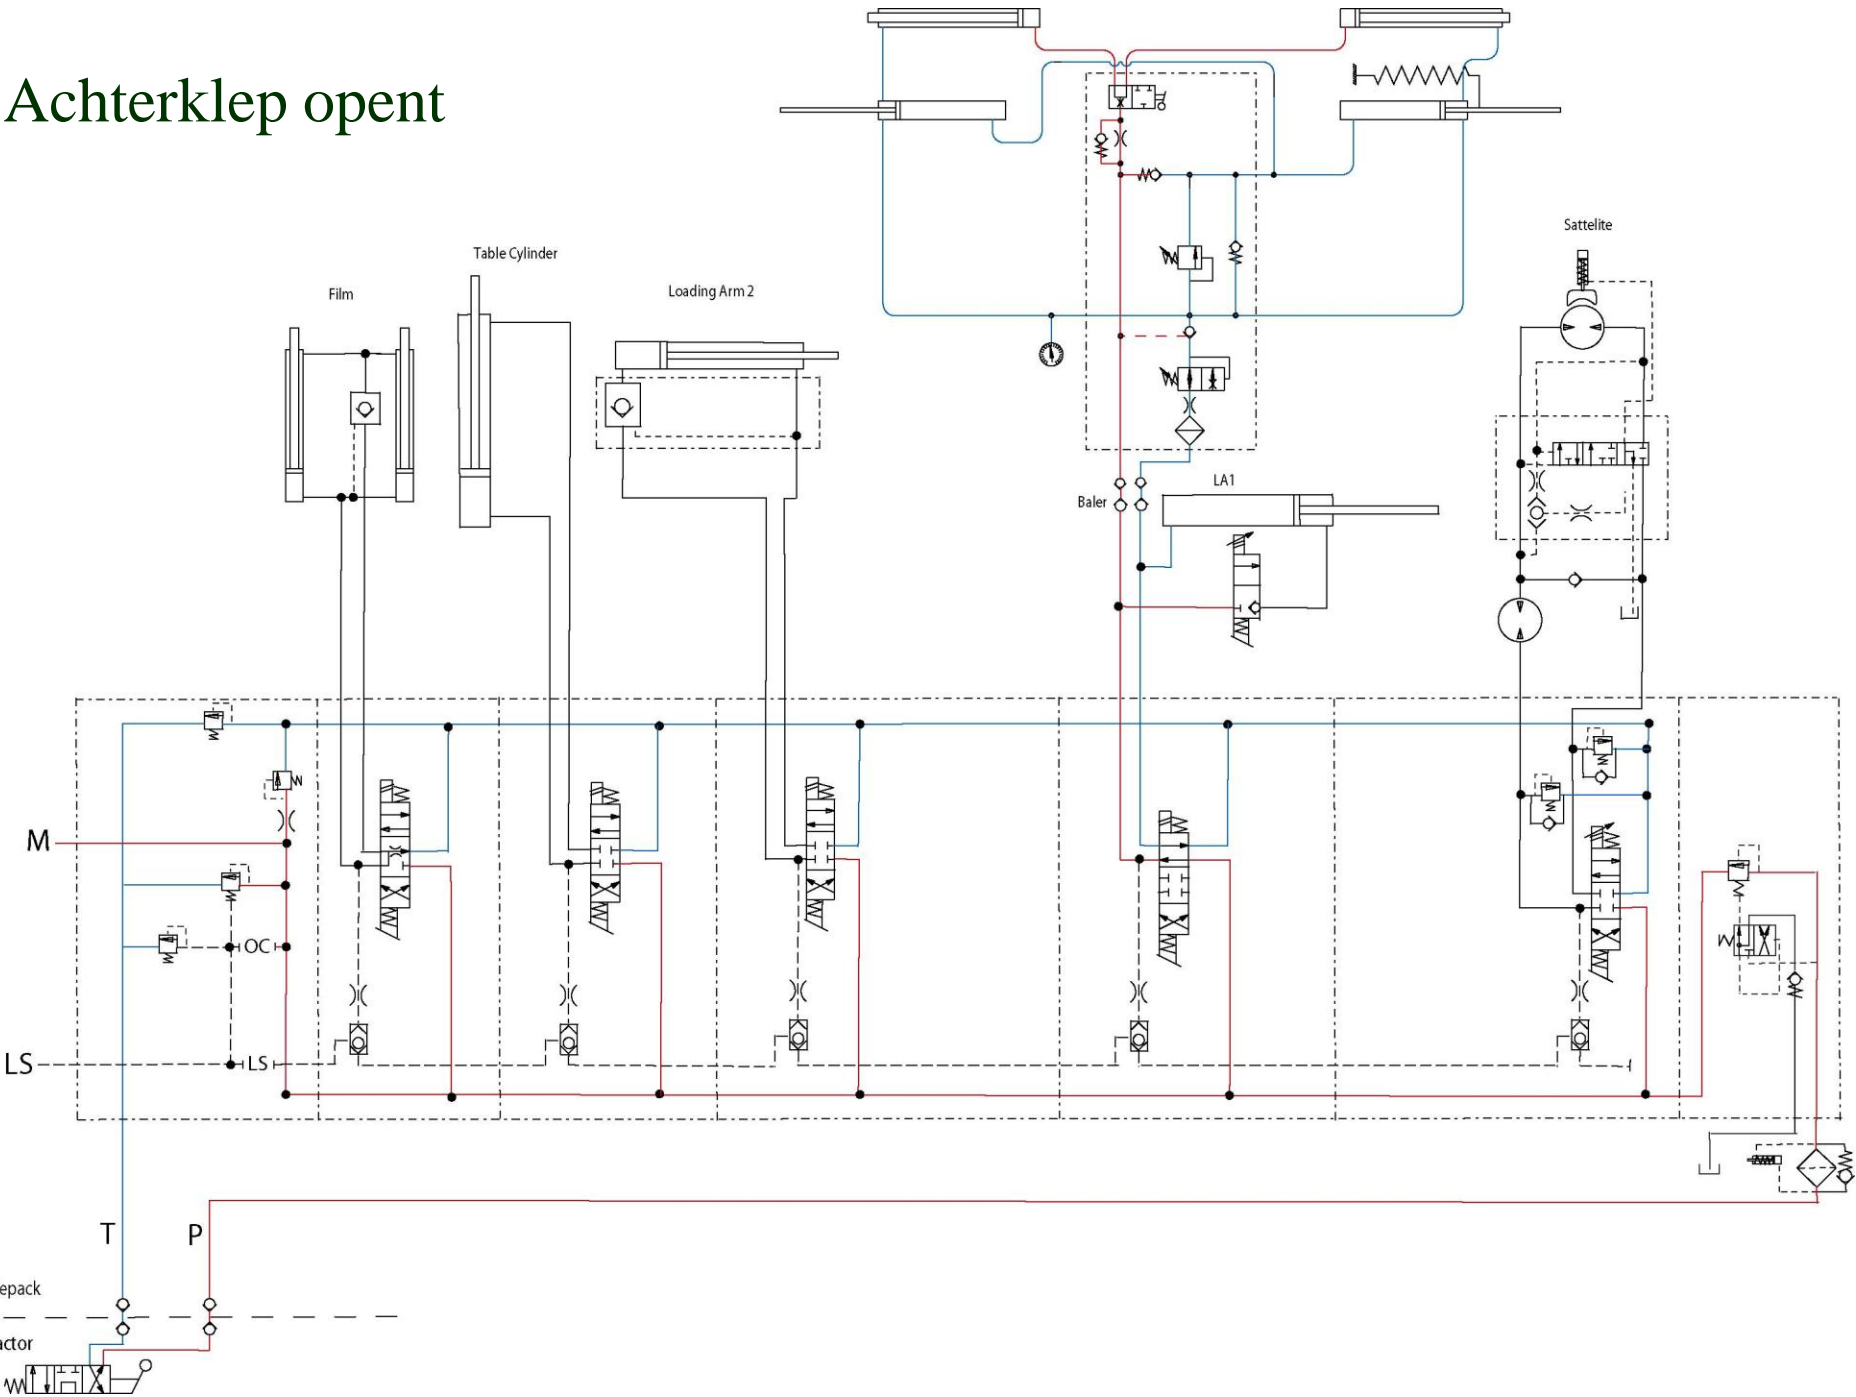 Achterklep opent
Sattelite
Table Cylinder
Film
Loading Arm 2
LA1
Baler
M
OC
LS
LS
T
P
epack
actor